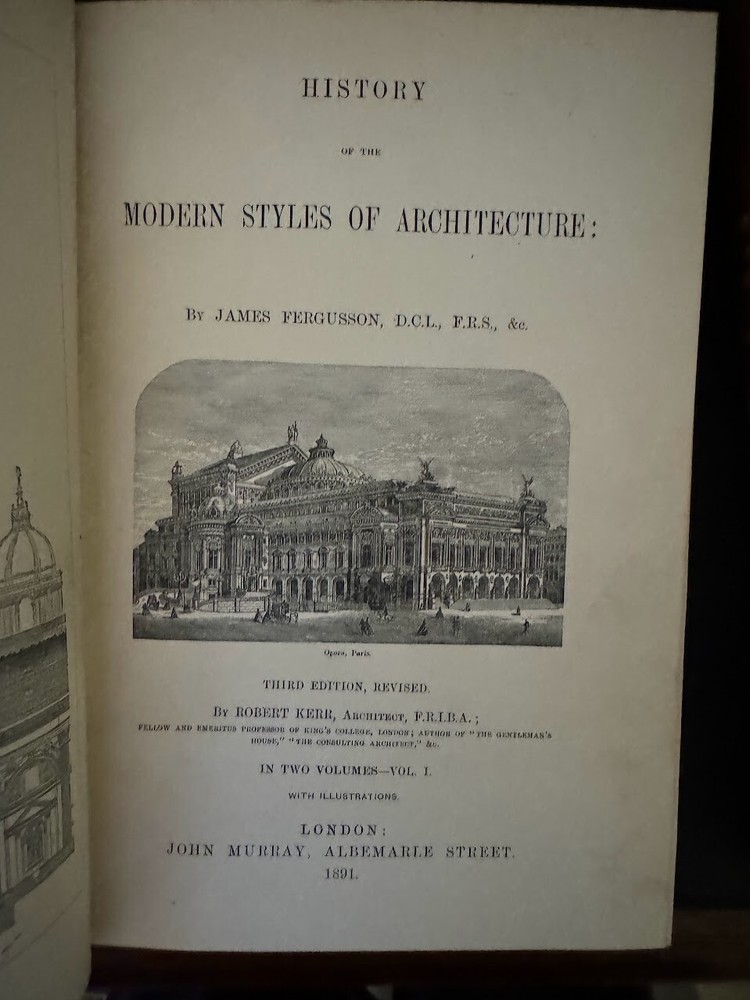 HISTORY
OF THE
MODERN STYLES OF ARCHITECTURE:
By JAMES FERGUSSON, D.C.L., F.R.S., &c.
Opera, Paris.
THIRD EDITION, REVISED.
By ROBERT KERR, Architect, F.R.I.B.A.;
FELLOW AND EMERITUS PROFESSOR OF KING'S COLLEGE, LONDON; AUTHOR OF "THE GENTLEMAN'S
HOUSE," "THE CONSULTING ARCHITECT," &c.
IN TWO VOLUMES—VOL. I.
WITH ILLUSTRATIONS.
LONDON:
JOHN MURRAY, ALBEMARLE STREET.
1891.